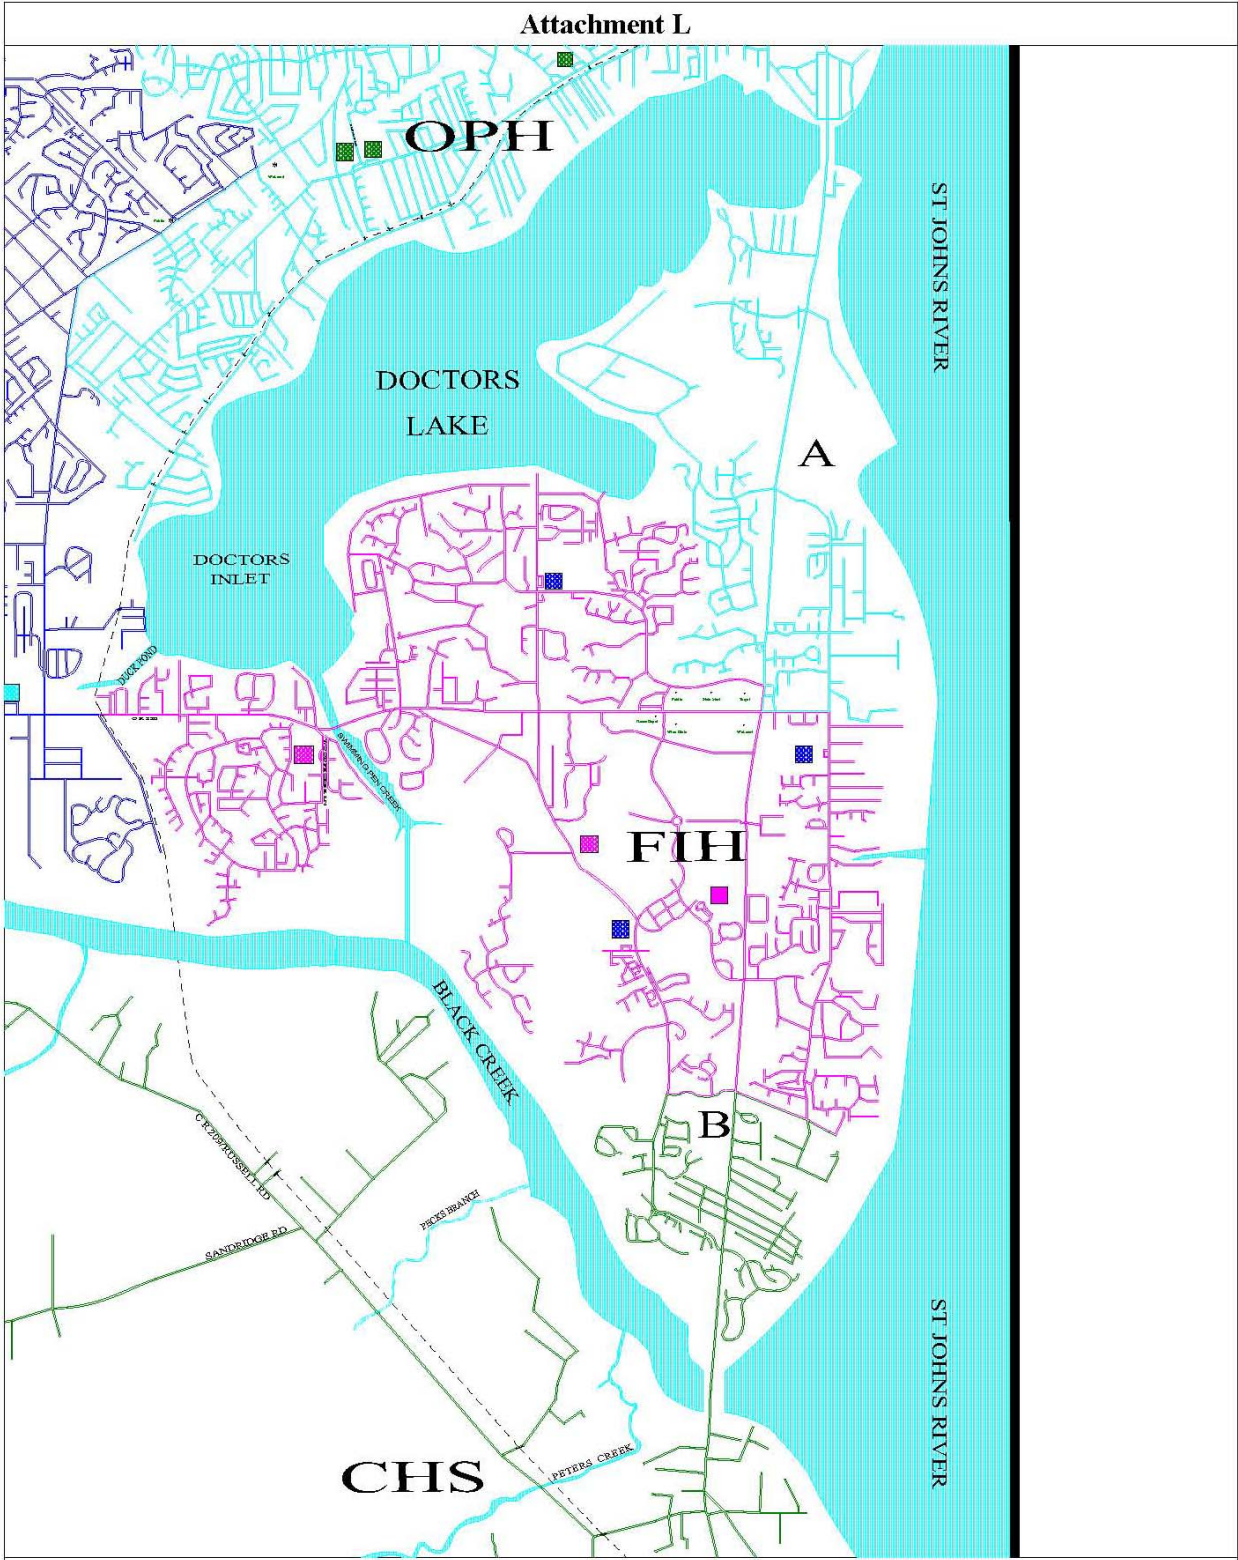 Attachment L
OPH
ST JOHNS RIVER
DOCTORS
LAKE
A
DOCTORS
INLET
DUCK POND
SWIMMING PEN CREEK
FIH
BLACK CREEK
B
CR 209/RUSSELL RD
PECKS BRANCH
SANDRIDGE RD
ST JOHNS RIVER
CHS
PETERS CREEK